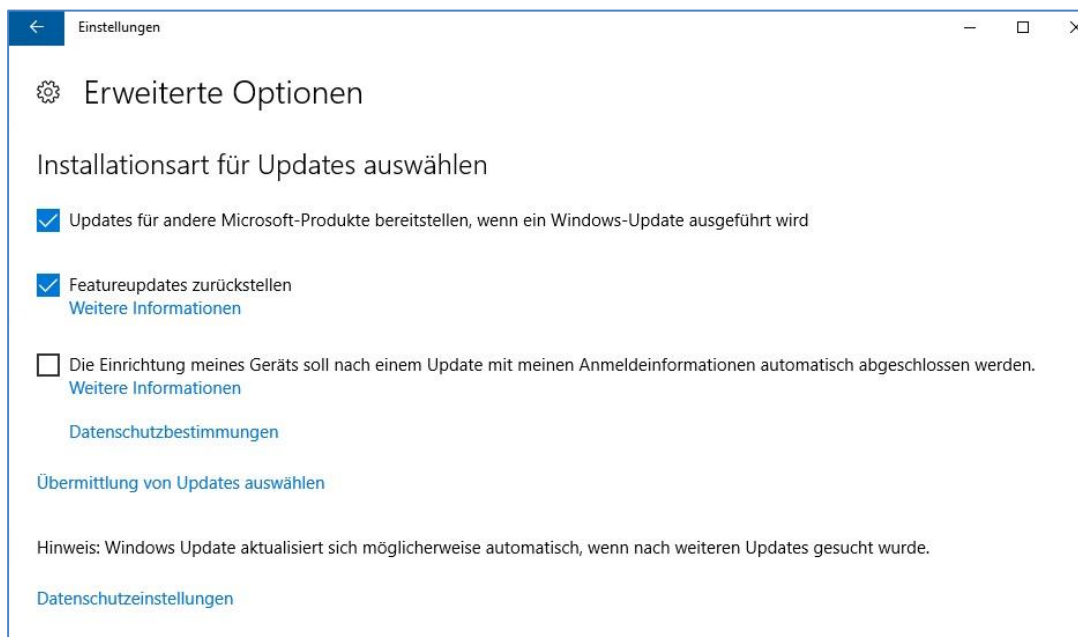 Einstellungen
Erweiterte Optionen
Installationsart für Updates auswählen
Updates für andere Microsoft-Produkte bereitstellen, wenn ein Windows-Update ausgeführt wird
Featureupdates zurückstellen
Weitere Informationen
Die Einrichtung meines Geräts soll nach einem Update mit meinen Anmeldeinformationen automatisch abgeschlossen werden.
Weitere Informationen
Datenschutzbestimmungen
Übermittlung von Updates auswählen
Hinweis: Windows Update aktualisiert sich möglicherweise automatisch, wenn nach weiteren Updates gesucht wurde.
Datenschutzeinstellungen